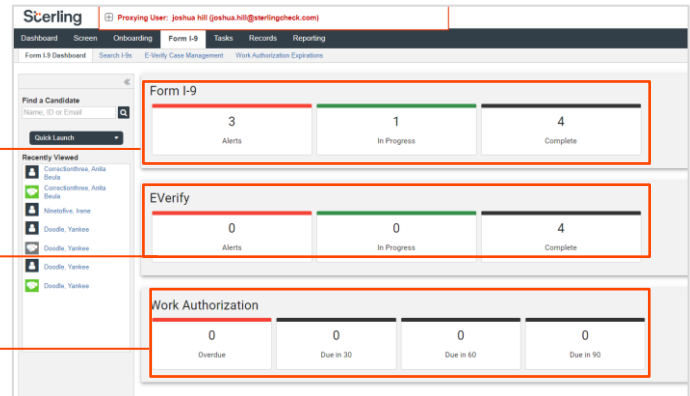 Sterling
Proxying User: joshua hill (joshua.hill@sterlingcheck.com)
Dashboard Screen Onboarding Form I-9 Tasks Records Reporting
Form I-9 Dashboard Search I-9s E-Verify Case Management Work Authorization Expirations
Find a Candidate
Name, ID or Email
Quick Launch
Recently Viewed
Correctionthree, Anita
Beula
Correctionthree, Anita
Beula
Ninetofive, Irene
Doodle, Yankee
Doodle, Yankee
Doodle, Yankee
Doodle, Yankee
Form I-9
3 1 4
Alerts In Progress Complete
EVerify
0 0 4
Alerts In Progress Complete
Work Authorization
0 0 0 0
Overdue Due in 30 Due in 60 Due in 90